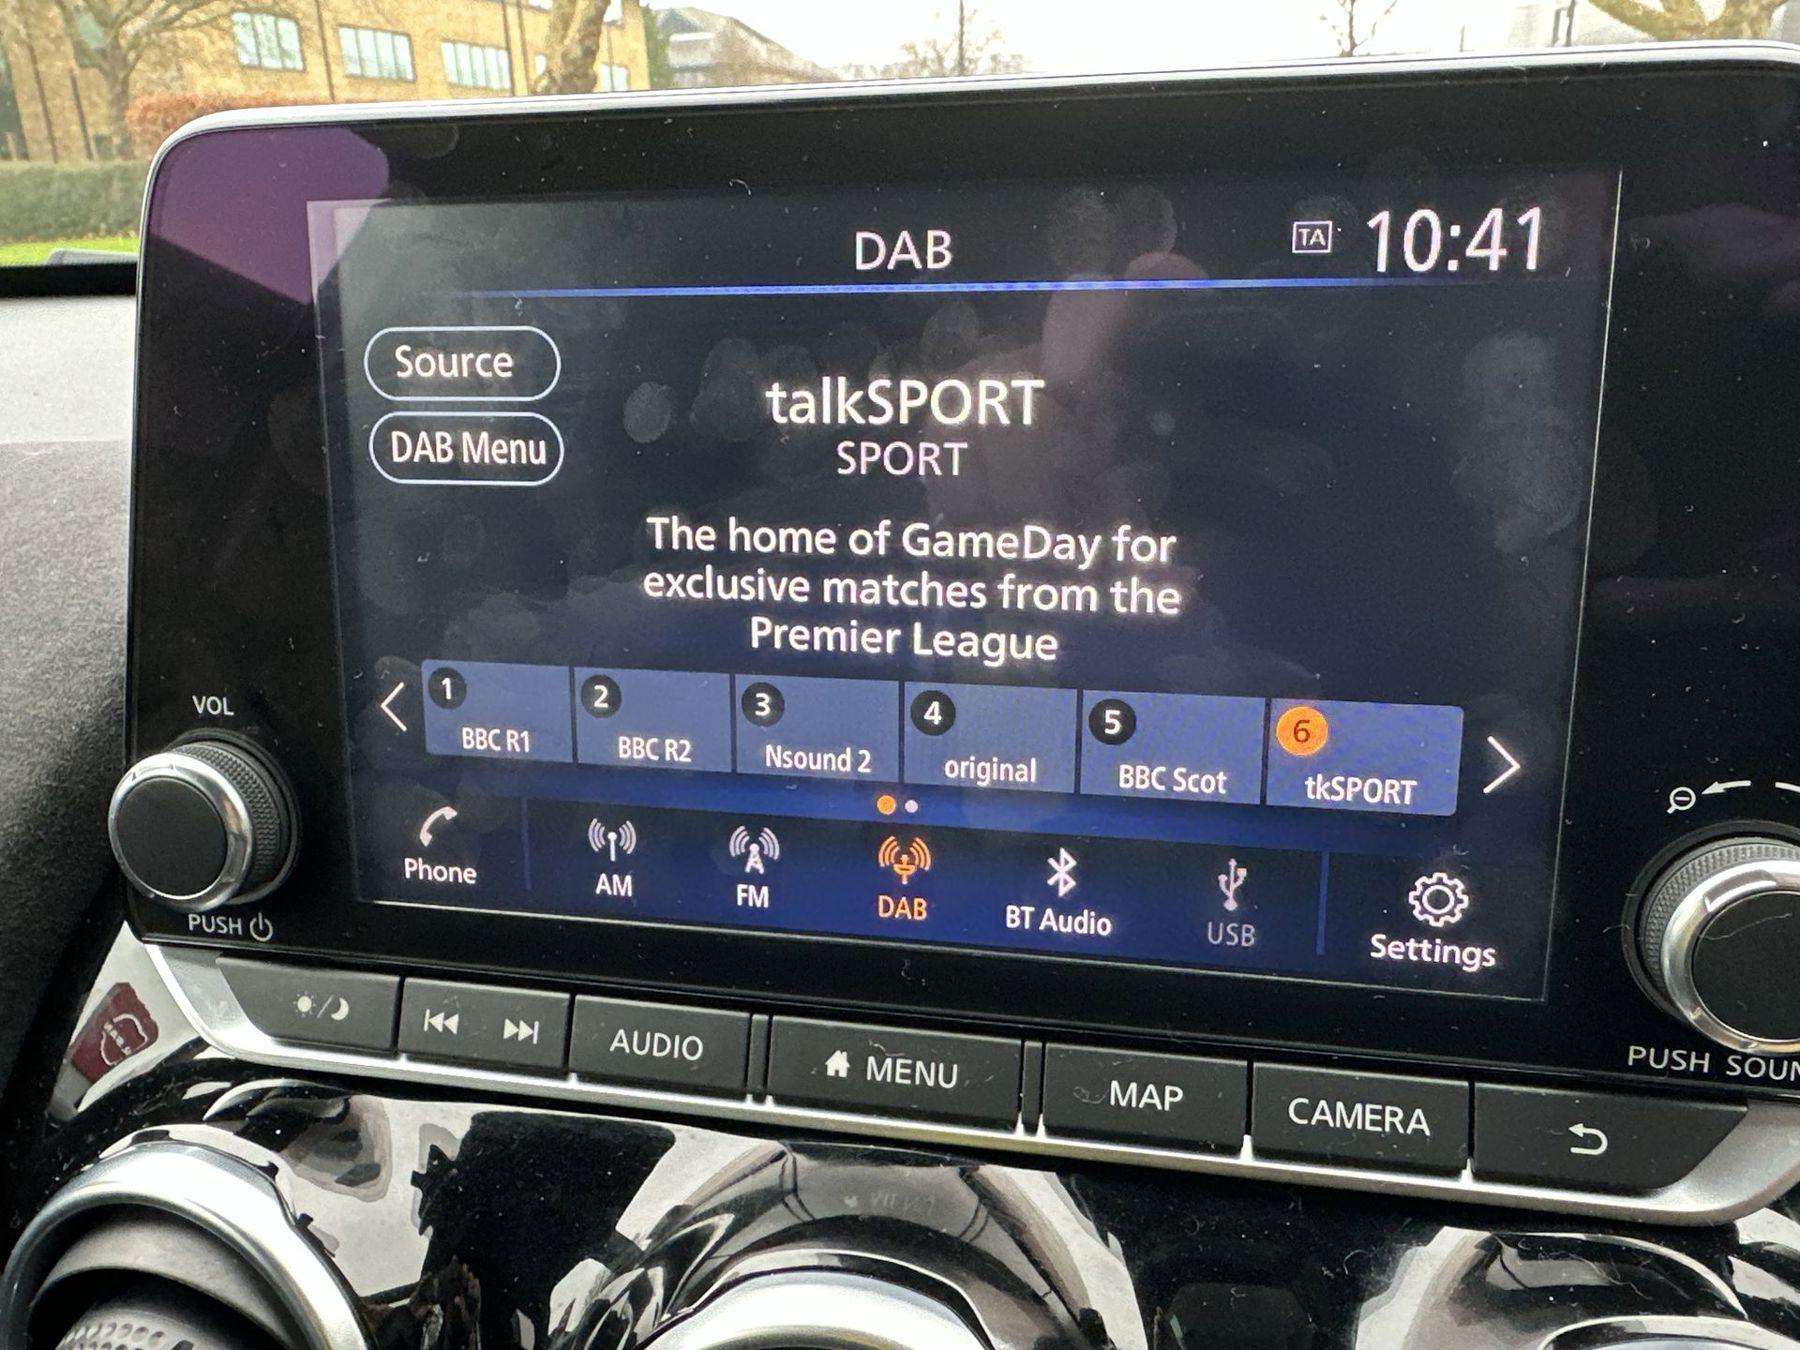 DAB
TA
10:41
Source
talkSPORT
DAB Menu
SPORT
The home of GameDay for
exclusive matches from the
Premier League
1
BBC R1
2
BBC R2
3
Nsound 2
4
original
5
BBC Scot
6
tkSPORT
Phone
AM
FM
DAB
BT Audio
USB
Settings
VOL
PUSH
AUDIO
MENU
MAP
CAMERA
PUSH